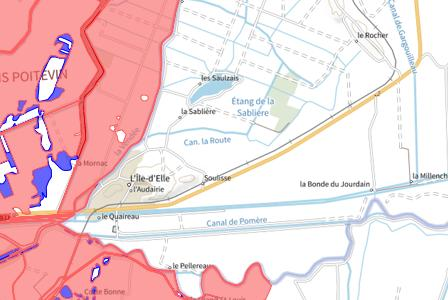 le Rocher
Canal de Gargouilleau
les Saulzais
IS POITEVIN
Étang de la
Sablière
la Sablière
Can. la Route
la Mornac
L'Île-d'Elle
l'Audairie
Soulisse
la Bonde du Jourdain
la Millench
le Quaireau
Canal de Pomère
le Pellereau
Bonne